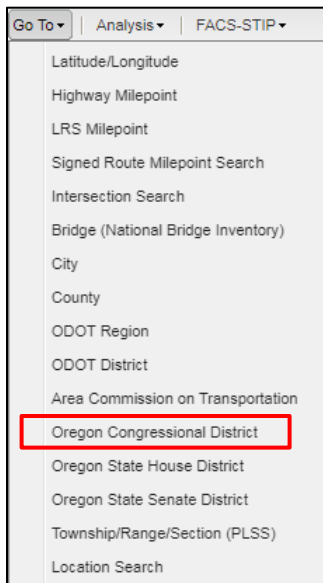 Go To▾ | Analysis▾ | FACS-STIP▾
Latitude/Longitude
Highway Milepoint
LRS Milepoint
Signed Route Milepoint Search
Intersection Search
Bridge (National Bridge Inventory)
City
County
ODOT Region
ODOT District
Area Commission on Transportation
Oregon Congressional District
Oregon State House District
Oregon State Senate District
Township/Range/Section (PLSS)
Location Search